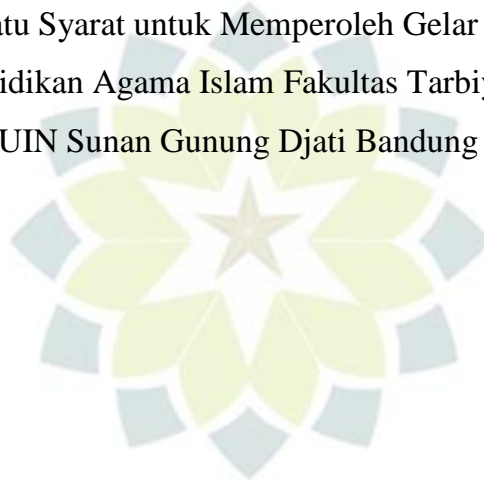 atu Syarat untuk Memperoleh Gelar
idikan Agama Islam Fakultas Tarbiy
UIN Sunan Gunung Djati Bandung